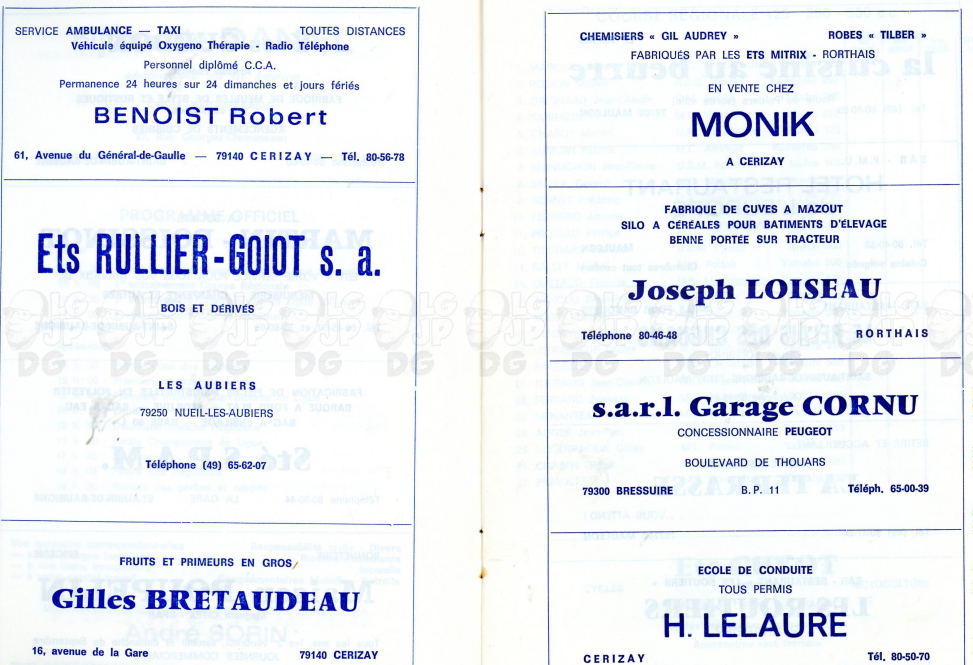 SERVICE AMBULANCE — TAXI TOUTES DISTANCES
Véhicule équipé Oxygeno Thérapie - Radio Téléphone
Personnel diplômé C.C.A.
Permanence 24 heures sur 24 dimanches et jours fériés
BENOIST Robert
61, Avenue du Général-de-Gaulle — 79140 CERIZAY — Tél. 80-56-78
Ets RULLIER-GOIOT s. a.
BOIS ET DÉRIVÉS
LES AUBIERS
79250 NUEIL-LES-AUBIERS
Téléphone (49) 65-62-07
FRUITS ET PRIMEURS EN GROS
Gilles BRETAUDEAU
16, avenue de la Gare 79140 CERIZAY
CHEMISIERS « GIL AUDREY » ROBES « TILBER »
FABRIQUÉS PAR LES ETS MITRIX - RORTHAIS
EN VENTE CHEZ
MONIK
A CERIZAY
FABRIQUE DE CUVES A MAZOUT
SILO A CÉRÉALES POUR BATIMENTS D'ÉLEVAGE
BENNE PORTÉE SUR TRACTEUR
Joseph LOISEAU
Téléphone 80-46-48 RORTHAIS
s.a.r.l. Garage CORNU
CONCESSIONNAIRE PEUGEOT
BOULEVARD DE THOUARS
79300 BRESSUIRE B.P. 11 Téléph. 65-00-39
ECOLE DE CONDUITE
TOUS PERMIS
H. LELAURE
CERIZAY Tél. 80-50-70